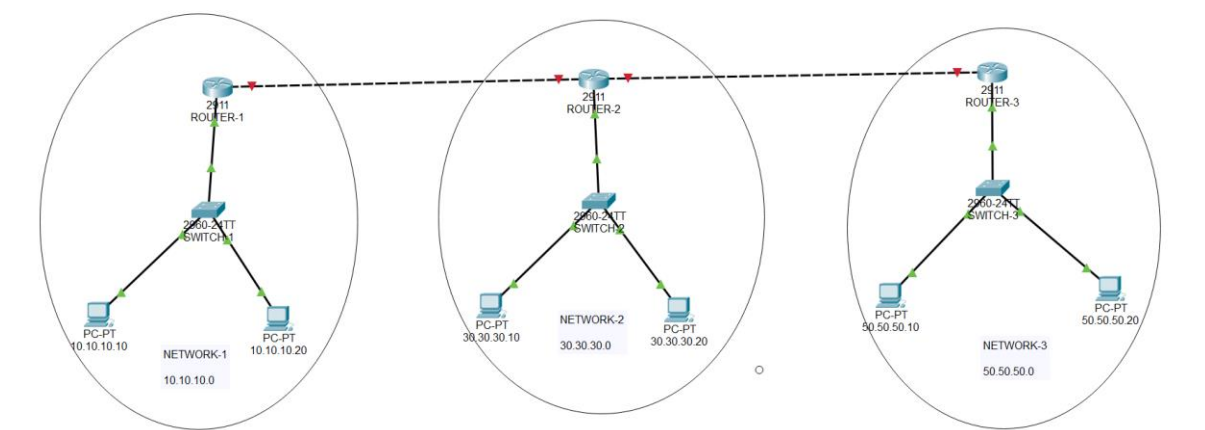 2911
ROUTER-1
2911
ROUTER-2
2911
ROUTER-3
2960-24TT
SWITCH-1
2960-24TT
SWITCH-2
2960-24TT
SWITCH-3
PC-PT
10.10.10.10
PC-PT
10.10.10.20
NETWORK-1
10.10.10.0
PC-PT
30.30.30.10
PC-PT
30.30.30.20
NETWORK-2
30.30.30.0
PC-PT
50.50.50.10
PC-PT
50.50.50.20
NETWORK-3
50.50.50.0